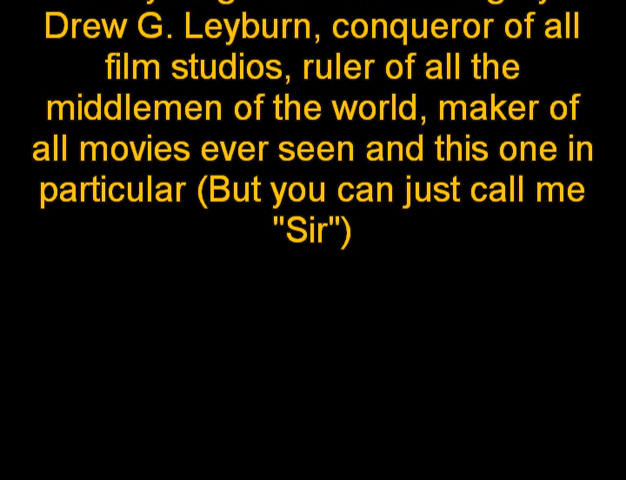 Drew G. Leyburn, conqueror of all
film studios, ruler of all the
middlemen of the world, maker of
all movies ever seen and this one in
particular (But you can just call me
"Sir")